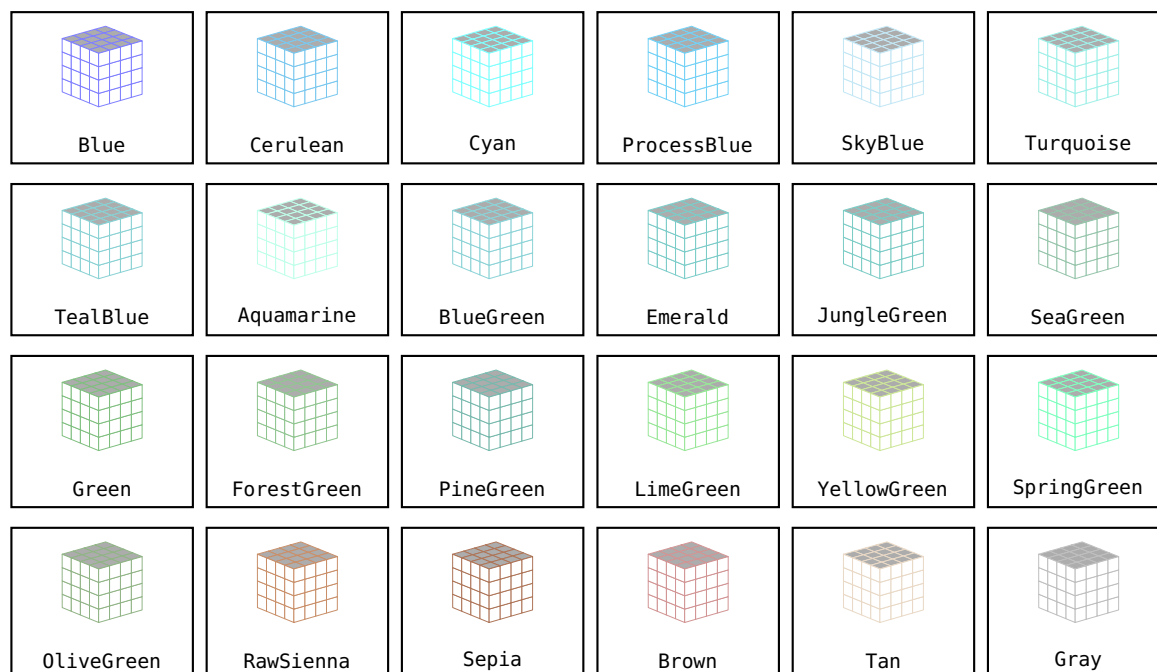 Blue
Cerulean
Cyan
ProcessBlue
SkyBlue
Turquoise
TealBlue
Aquamarine
BlueGreen
Emerald
JungleGreen
SeaGreen
Green
ForestGreen
PineGreen
LimeGreen
YellowGreen
SpringGreen
OliveGreen
RawSienna
Sepia
Brown
Tan
Gray